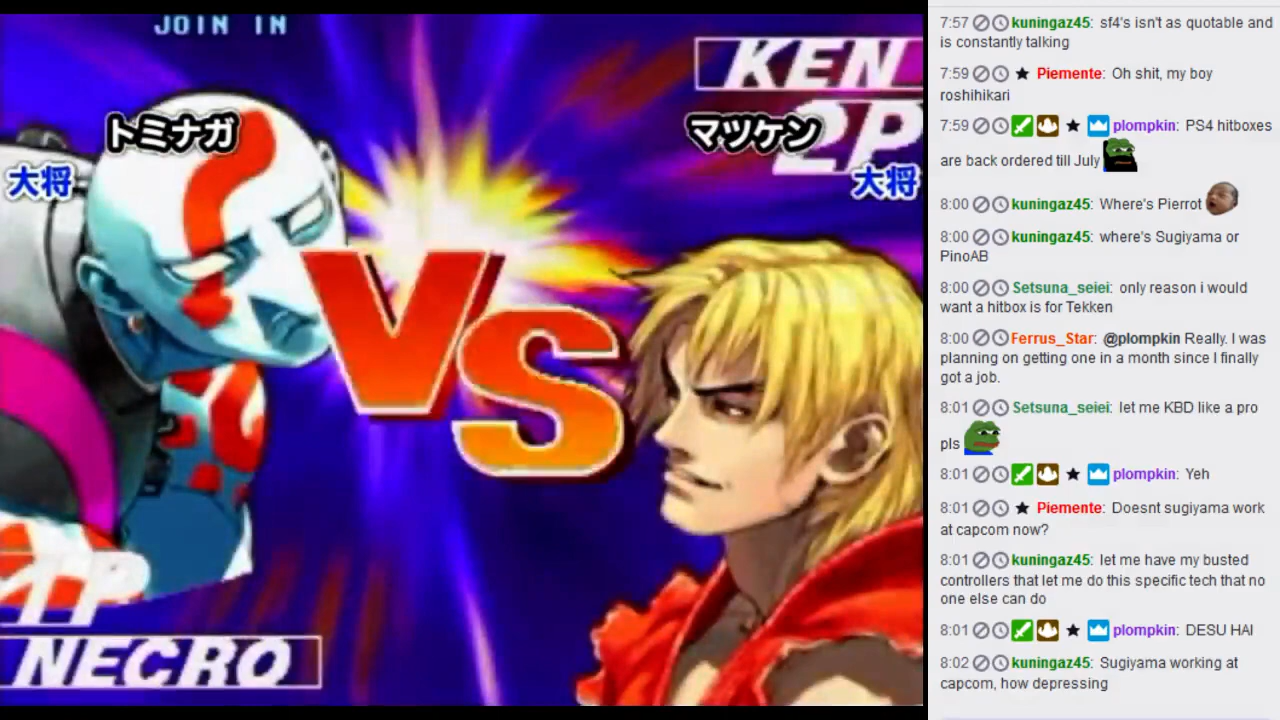 JOIN IN
KEN
2P
トミナガ
マツケン
大将
大将
VS
1P
NECRO
7:57 kuningaz45: sf4's isn't as quotable and
is constantly talking
7:59 Piemente: Oh shit, my boy
roshihikari
7:59 plompkin: PS4 hitboxes
are back ordered till July
8:00 kuningaz45: Where's Pierrot
8:00 kuningaz45: where's Sugiyama or
PinoAB
8:00 Setsuna_seiei: only reason i would
want a hitbox is for Tekken
8:00 Ferrus_Star: @plompkin Really. I was
planning on getting one in a month since I finally
got a job.
8:01 Setsuna_seiei: let me KBD like a pro
pls
8:01 plompkin: Yeh
8:01 Piemente: Doesnt sugiyama work
at capcom now?
8:01 kuningaz45: let me have my busted
controllers that let me do this specific tech that no
one else can do
8:01 plompkin: DESU HAI
8:02 kuningaz45: Sugiyama working at
capcom, how depressing